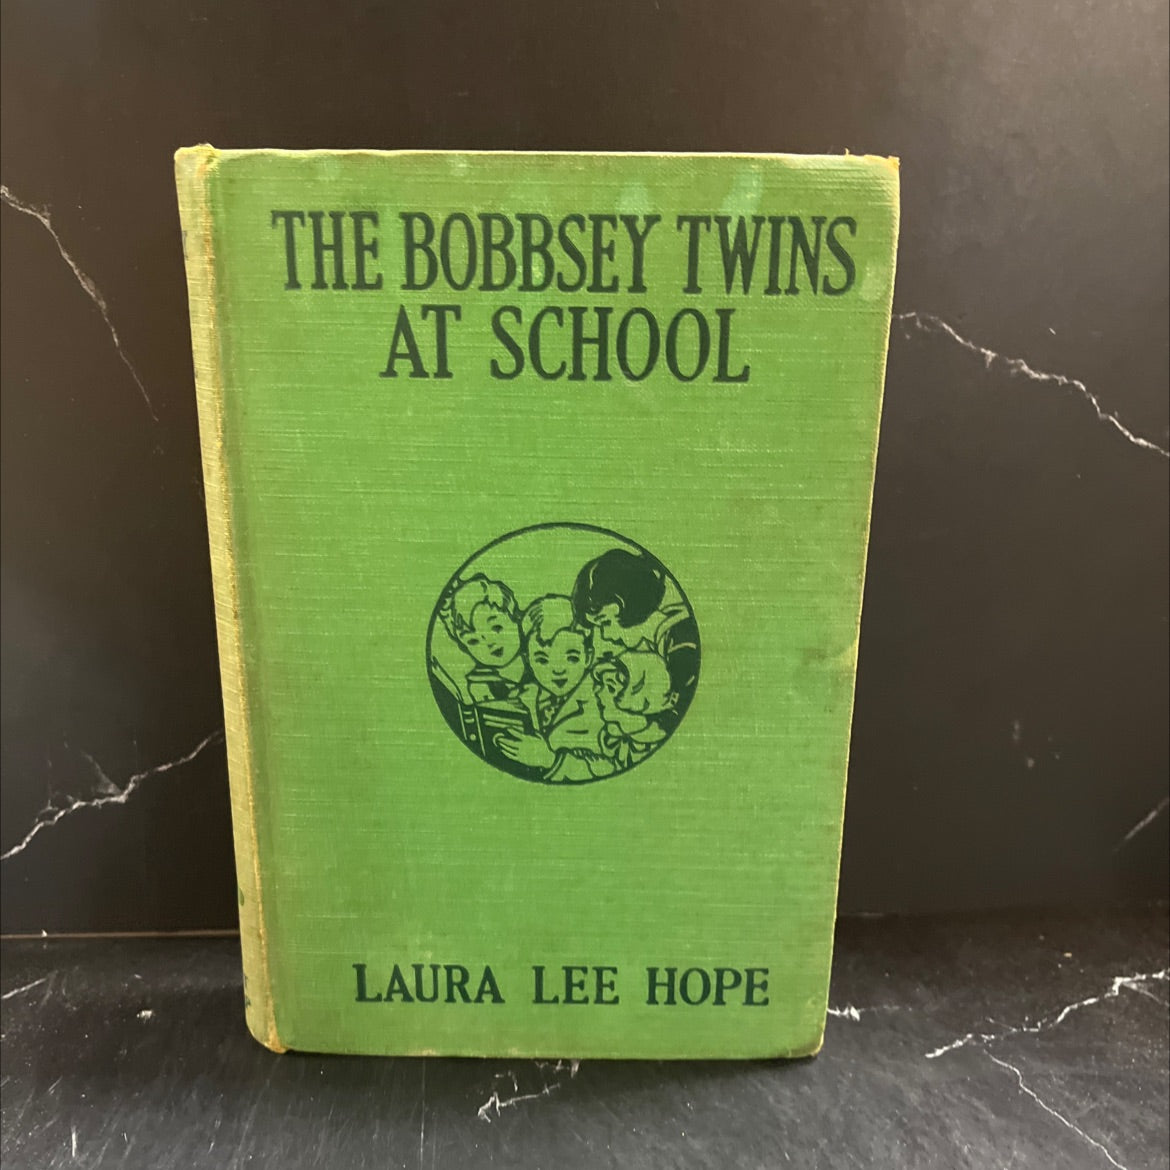 THE BOBBSEY TWINS
AT SCHOOL
LAURA LEE HOPE